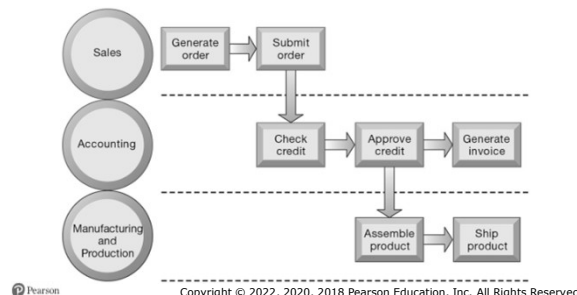 Sales
Generate
order
Submit
order
Accounting
Check
credit
Approve
credit
Generate
invoice
Manufacturing
and
Production
Assemble
product
Ship
product
Pearson
Copyright © 2022, 2020, 2018 Pearson Education, Inc. All Rights Reserved